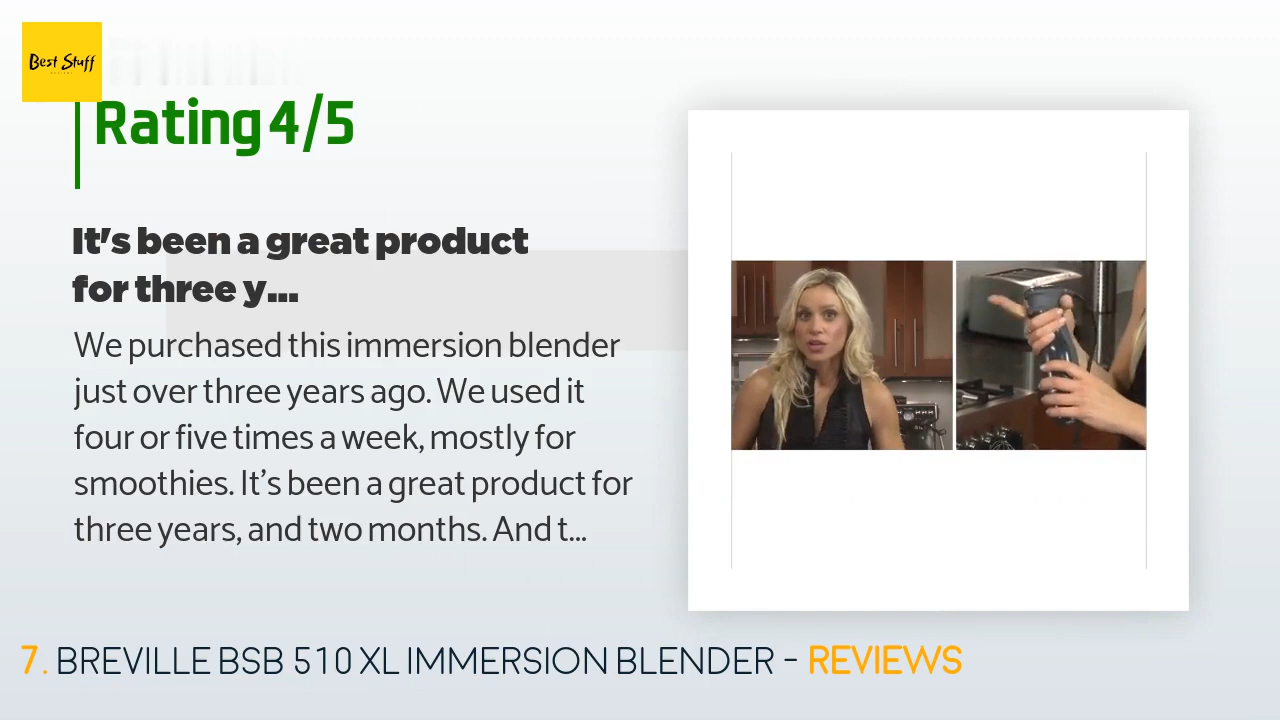 Best Stuff
Rating 4/5
It's been a great product
for three y...
We purchased this immersion blender
just over three years ago. We used it
four or five times a week, mostly for
smoothies. It's been a great product for
three years, and two months. And t...
7. BREVILLE BSB 510 XL IMMERSION BLENDER - REVIEWS